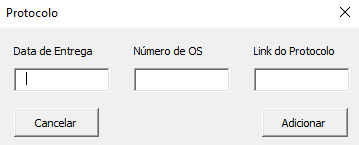 Protocolo
Data de Entrega Número de OS Link do Protocolo
Cancelar Adicionar